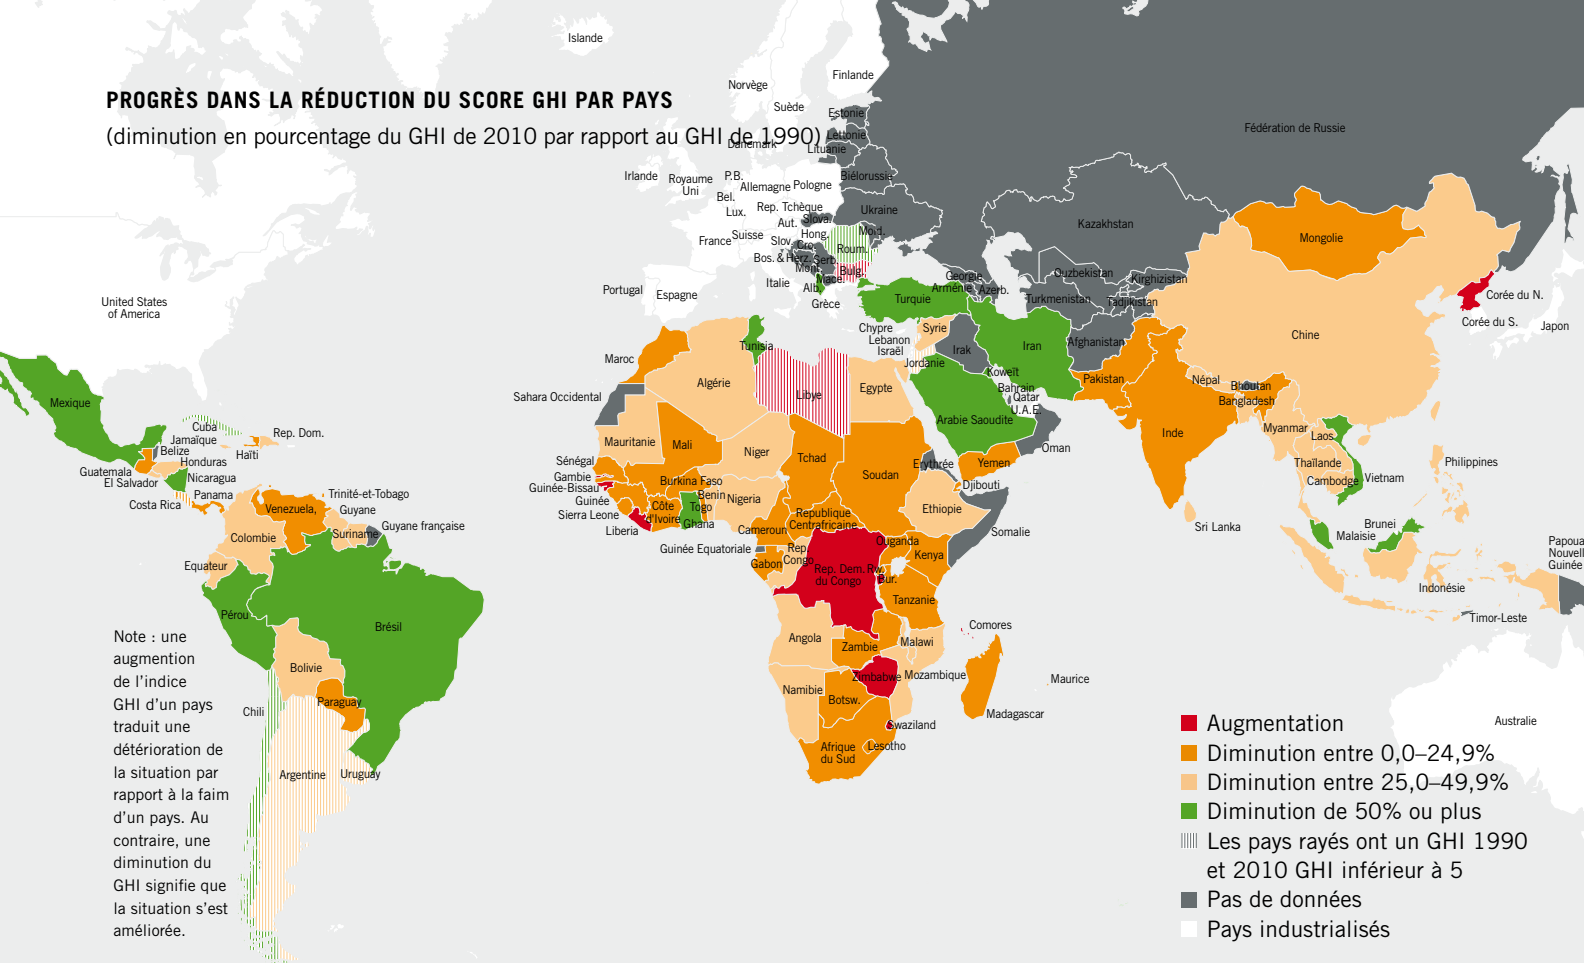 PROGRÈS DANS LA RÉDUCTION DU SCORE GHI PAR PAYS
(diminution en pourcentage du GHI de 2010 par rapport au GHI de 1990)
Islande
Norvège
Suède
Finlande
Estonie
Lettonie
Lituanie
Danemark
Fédération de Russie
Irlande
Royaume
Uni
P.B.
Bel.
Lux.
Allemagne
Pologne
Biélorussie
Rep. Tchèque
Slova.
Ukraine
Aut.
France
Suisse
Slov.
Hong.
Cro.
Mold.
Roum.
Bos. & Herz.
Serb.
Mont.
Bulg.
Mace.
Alb.
Italie
Grèce
Portugal
Espagne
Turquie
Georgie
Arménie
Azerb.
Kazakhstan
Ouzbekistan
Kirghizistan
Turkmenistan
Tadjikistan
Mongolie
Corée du N.
Corée du S.
Japon
Chine
United States
of America
Chypre
Lebanon
Israël
Syrie
Jordanie
Irak
Iran
Afghanistan
Koweït
Bahrain
Qatar
U.A.E.
Oman
Arabie Saoudite
Yemen
Pakistan
Inde
Népal
Bhoutan
Bangladesh
Myanmar
Laos
Thaïlande
Cambodge
Vietnam
Philippines
Sri Lanka
Brunei
Malaisie
Indonésie
Timor-Leste
Papoua
Nouvell
Guinée
Australie
Mexique
Cuba
Jamaïque
Belize
Honduras
Haïti
Rep. Dom.
Guatemala
El Salvador
Nicaragua
Costa Rica
Panama
Trinité-et-Tobago
Venezuela,
Guyane
Suriname
Guyane française
Colombie
Equateur
Pérou
Brésil
Bolivie
Paraguay
Chili
Argentine
Uruguay
Maroc
Tunisia
Algérie
Libye
Egypte
Sahara Occidental
Mauritanie
Mali
Niger
Tchad
Soudan
Erythrée
Djibouti
Ethiopie
Somalie
Sénégal
Gambie
Guinée-Bissau
Guinée
Sierra Leone
Liberia
Burkina Faso
Côte
d'Ivoire
Benin
Togo
Ghana
Nigeria
Cameroun
Republique
Centrafricaine
Guinée Equatoriale
Gabon
Rep.
Congo
Rep. Dem.
du Congo
Ouganda
Kenya
Rw.
Bur.
Tanzanie
Comores
Angola
Zambie
Malawi
Mozambique
Zimbabwe
Namibie
Botsw.
Madagascar
Maurice
Swaziland
Lesotho
Afrique
du Sud
Note : une
augmention
de l'indice
GHI d'un pays
traduit une
détérioration de
la situation par
rapport à la faim
d'un pays. Au
contraire, une
diminution du
GHI signifie que
la situation s'est
améliorée.
Augmentation
Diminution entre 0,0–24,9%
Diminution entre 25,0–49,9%
Diminution de 50% ou plus
Les pays rayés ont un GHI 1990
et 2010 GHI inférieur à 5
Pas de données
Pays industrialisés